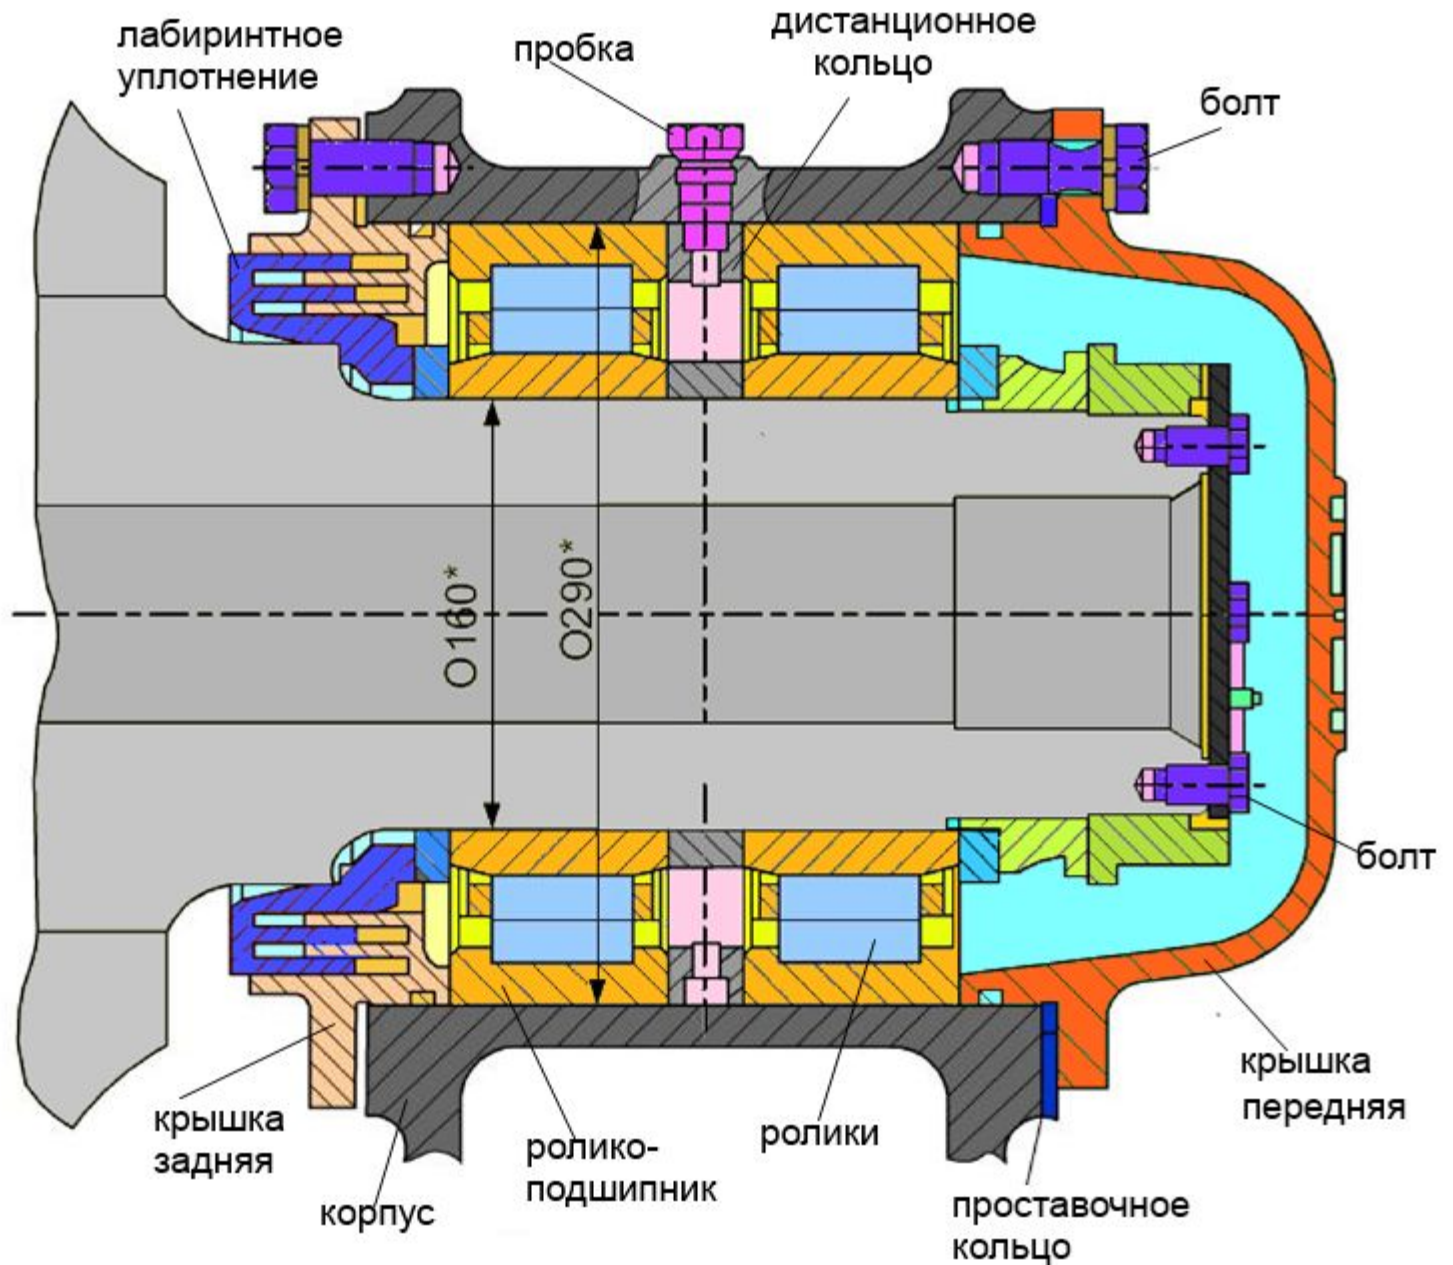 лабиринтное
уплотнение
пробка
дистанционное
кольцо
болт
O160*
O290*
болт
крышка
передняя
крышка
задняя
корпус
ролико-
подшипник
ролики
проставочное
кольцо